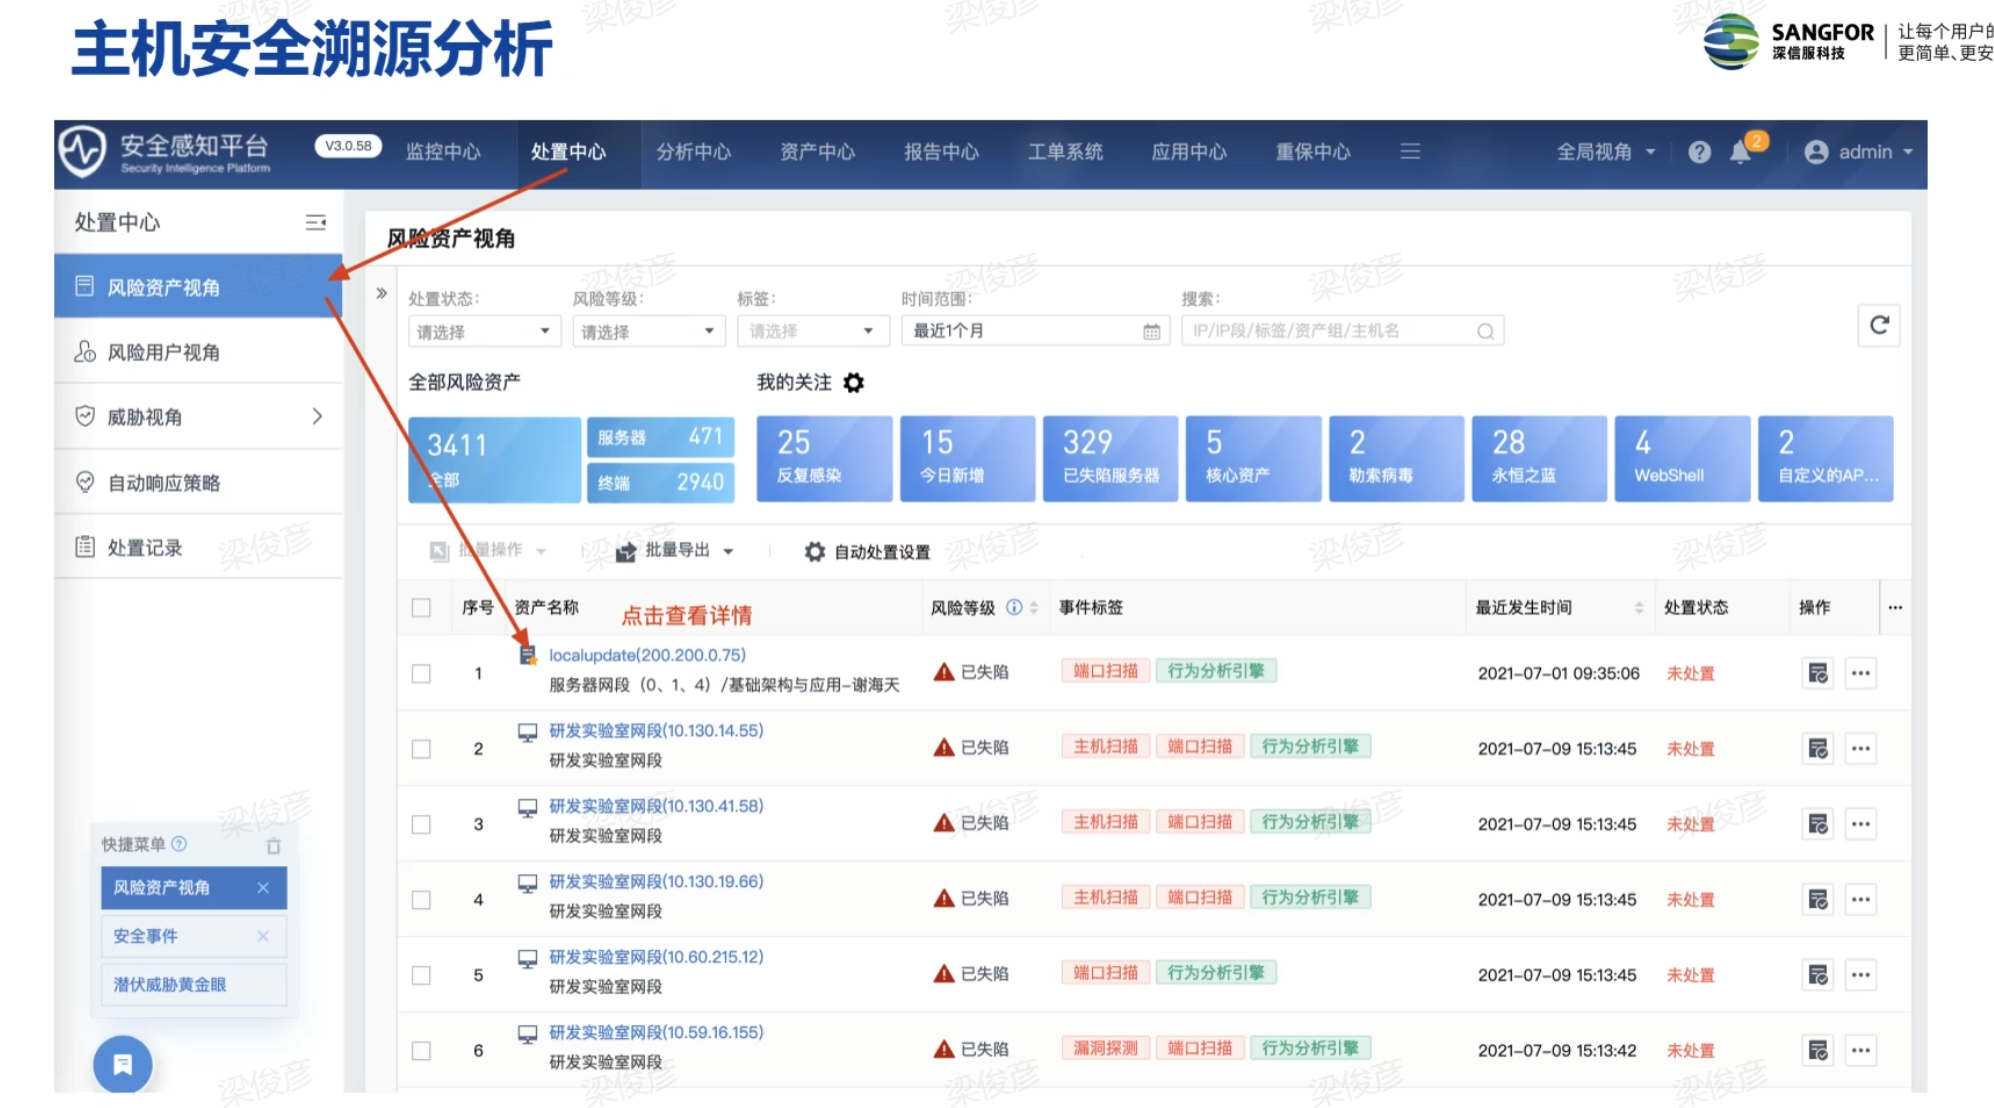 主机安全溯源分析
SANGFOR
深信服科技
让每个用户的
更简单、更安
安全感知平台
Security Intelligence Platform
V3.0.58
监控中心 处置中心 分析中心 资产中心 报告中心 工单系统 应用中心 重保中心
全局视角
2
admin
处置中心
风险资产视角
风险用户视角
威胁视角
自动响应策略
处置记录
快捷菜单
风险资产视角
安全事件
潜伏威胁黄金眼
风险资产视角
处置状态: 风险等级: 标签: 时间范围: 搜索:
请选择 请选择 请选择 最近1个月 IP/IP段/标签/资产组/主机名
全部风险资产 我的关注
3411
全部
服务器 471
终端 2940
25
反复感染
15
今日新增
329
已失陷服务器
5
核心资产
2
勒索病毒
28
永恒之蓝
4
WebShell
2
自定义的AP...
批量操作 批量导出 自动处置设置
序号 资产名称 点击查看详情 风险等级 事件标签 最近发生时间 处置状态 操作
1 localupdate(200.200.0.75)
服务器网段（0、1、4）/基础架构与应用-谢海天
已失陷 端口扫描 行为分析引擎 2021-07-01 09:35:06 未处置
2 研发实验室网段(10.130.14.55)
研发实验室网段
已失陷 主机扫描 端口扫描 行为分析引擎 2021-07-09 15:13:45 未处置
3 研发实验室网段(10.130.41.58)
研发实验室网段
已失陷 主机扫描 端口扫描 行为分析引擎 2021-07-09 15:13:45 未处置
4 研发实验室网段(10.130.19.66)
研发实验室网段
已失陷 主机扫描 端口扫描 行为分析引擎 2021-07-09 15:13:45 未处置
5 研发实验室网段(10.60.215.12)
研发实验室网段
已失陷 端口扫描 行为分析引擎 2021-07-09 15:13:45 未处置
6 研发实验室网段(10.59.16.155)
研发实验室网段
已失陷 漏洞探测 端口扫描 行为分析引擎 2021-07-09 15:13:42 未处置
梁俊彦